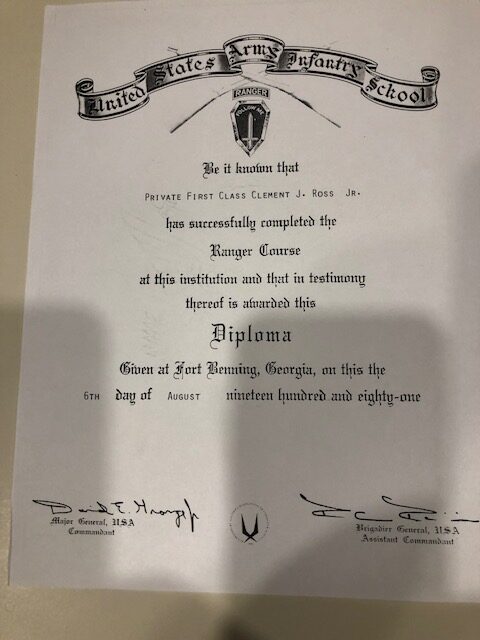 United States Army Infantry School
RANGER
FOLLOW ME
Be it known that
PRIVATE FIRST CLASS CLEMENT J. ROSS JR.
has successfully completed the
Ranger Course
at this institution and that in testimony
thereof is awarded this
Diploma
Given at Fort Benning, Georgia, on this the
6TH day of AUGUST nineteen hundred and eighty-one
Major General, USA
Commandant
Brigadier General, USA
Assistant Commandant